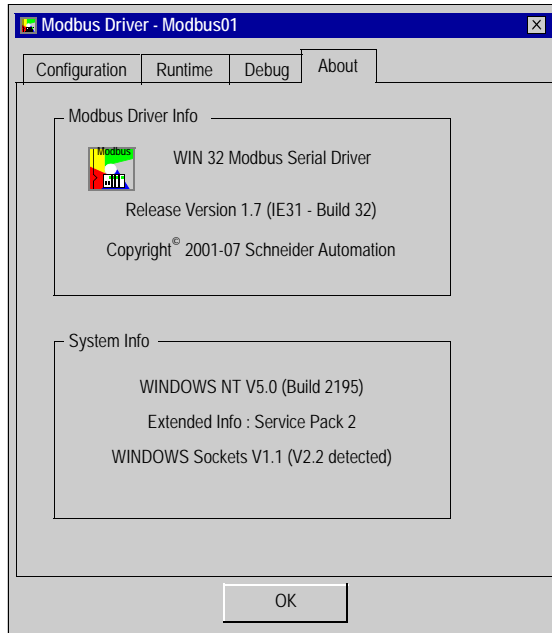 Modbus Driver - Modbus01
Configuration Runtime Debug About
Modbus Driver Info
Modbus
WIN 32 Modbus Serial Driver
Release Version 1.7 (IE31 - Build 32)
Copyright© 2001-07 Schneider Automation
System Info
WINDOWS NT V5.0 (Build 2195)
Extended Info : Service Pack 2
WINDOWS Sockets V1.1 (V2.2 detected)
OK